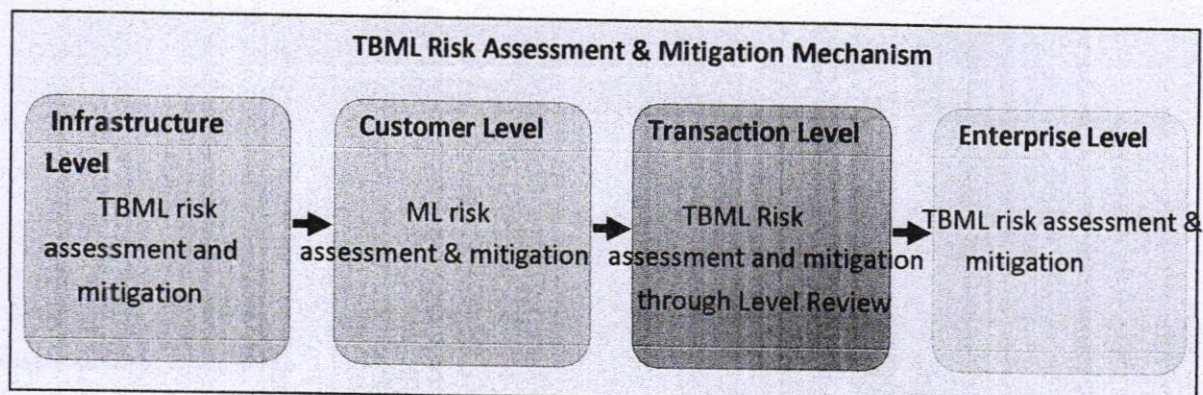 TBML Risk Assessment & Mitigation Mechanism
Infrastructure
Level
TBML risk
assessment and
mitigation
Customer Level
ML risk
assessment & mitigation
Transaction Level
TBML Risk
assessment and mitigation
through Level Review
Enterprise Level
TBML risk assessment &
mitigation